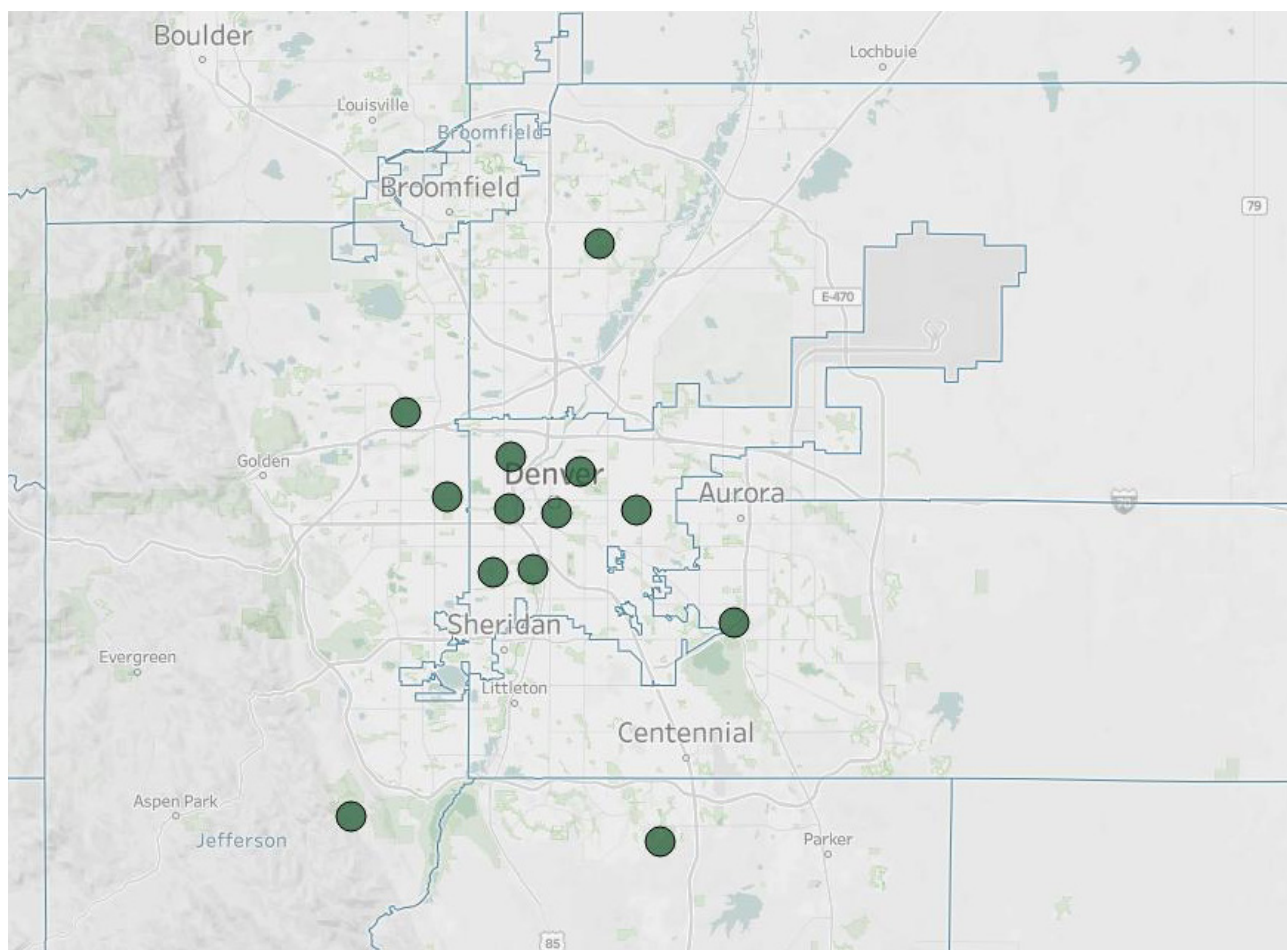 Boulder
Lochbuie
Louisville
Broomfield
Broomfield
79
E-470
Golden
Denver
Aurora
Sheridan
Evergreen
Littleton
Centennial
Aspen Park
Jefferson
Parker
85